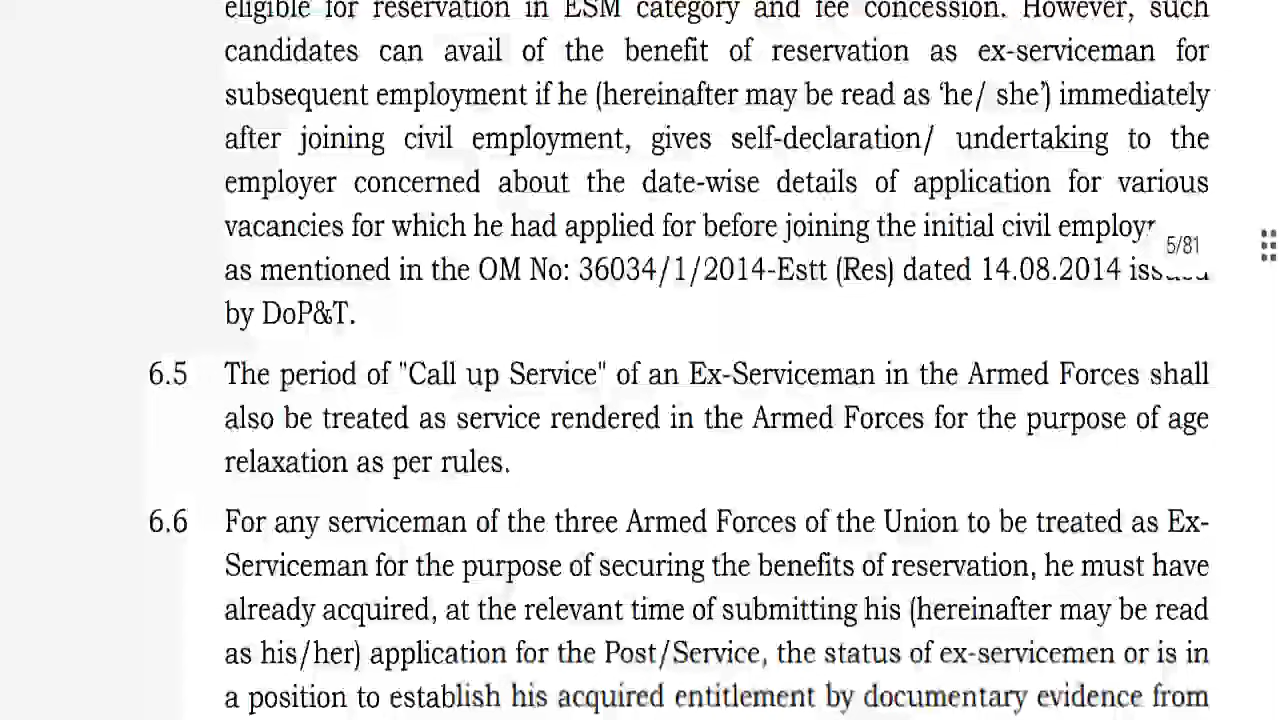 eligible for reservation in ESM category and fee concession. However, such
candidates can avail of the benefit of reservation as ex-serviceman for
subsequent employment if he (hereinafter may be read as ‘he/ she’) immediately
after joining civil employment, gives self-declaration/ undertaking to the
employer concerned about the date-wise details of application for various
vacancies for which he had applied for before joining the initial civil
5/81
as mentioned in the OM No: 36034/1/2014-Estt (Res) dated 14.08.2014
by DoP&T.
6.5 The period of "Call up Service" of an Ex-Serviceman in the Armed Forces shall
also be treated as service rendered in the Armed Forces for the purpose of age
relaxation as per rules.
6.6 For any serviceman of the three Armed Forces of the Union to be treated as Ex-
Serviceman for the purpose of securing the benefits of reservation, he must have
already acquired, at the relevant time of submitting his (hereinafter may be read
as his/her) application for the Post/Service, the status of ex-servicemen or is in
a position to establish his acquired entitlement by documentary evidence from